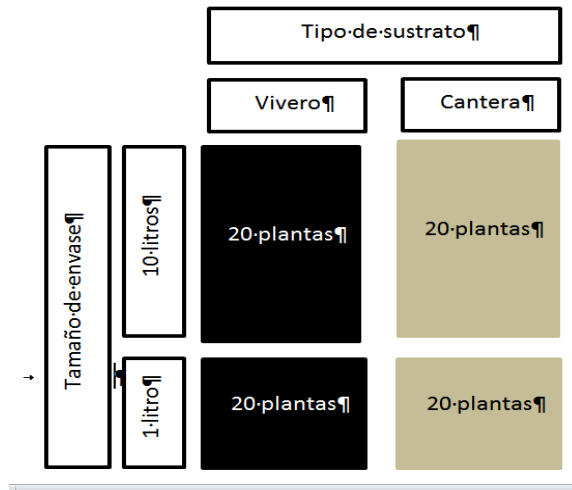 Tipo·de·sustrato¶
Vivero¶
Cantera¶
Tamaño·de·envase¶
10·litros¶
20·plantas¶
20·plantas¶
1·litro¶
20·plantas¶
20·plantas¶